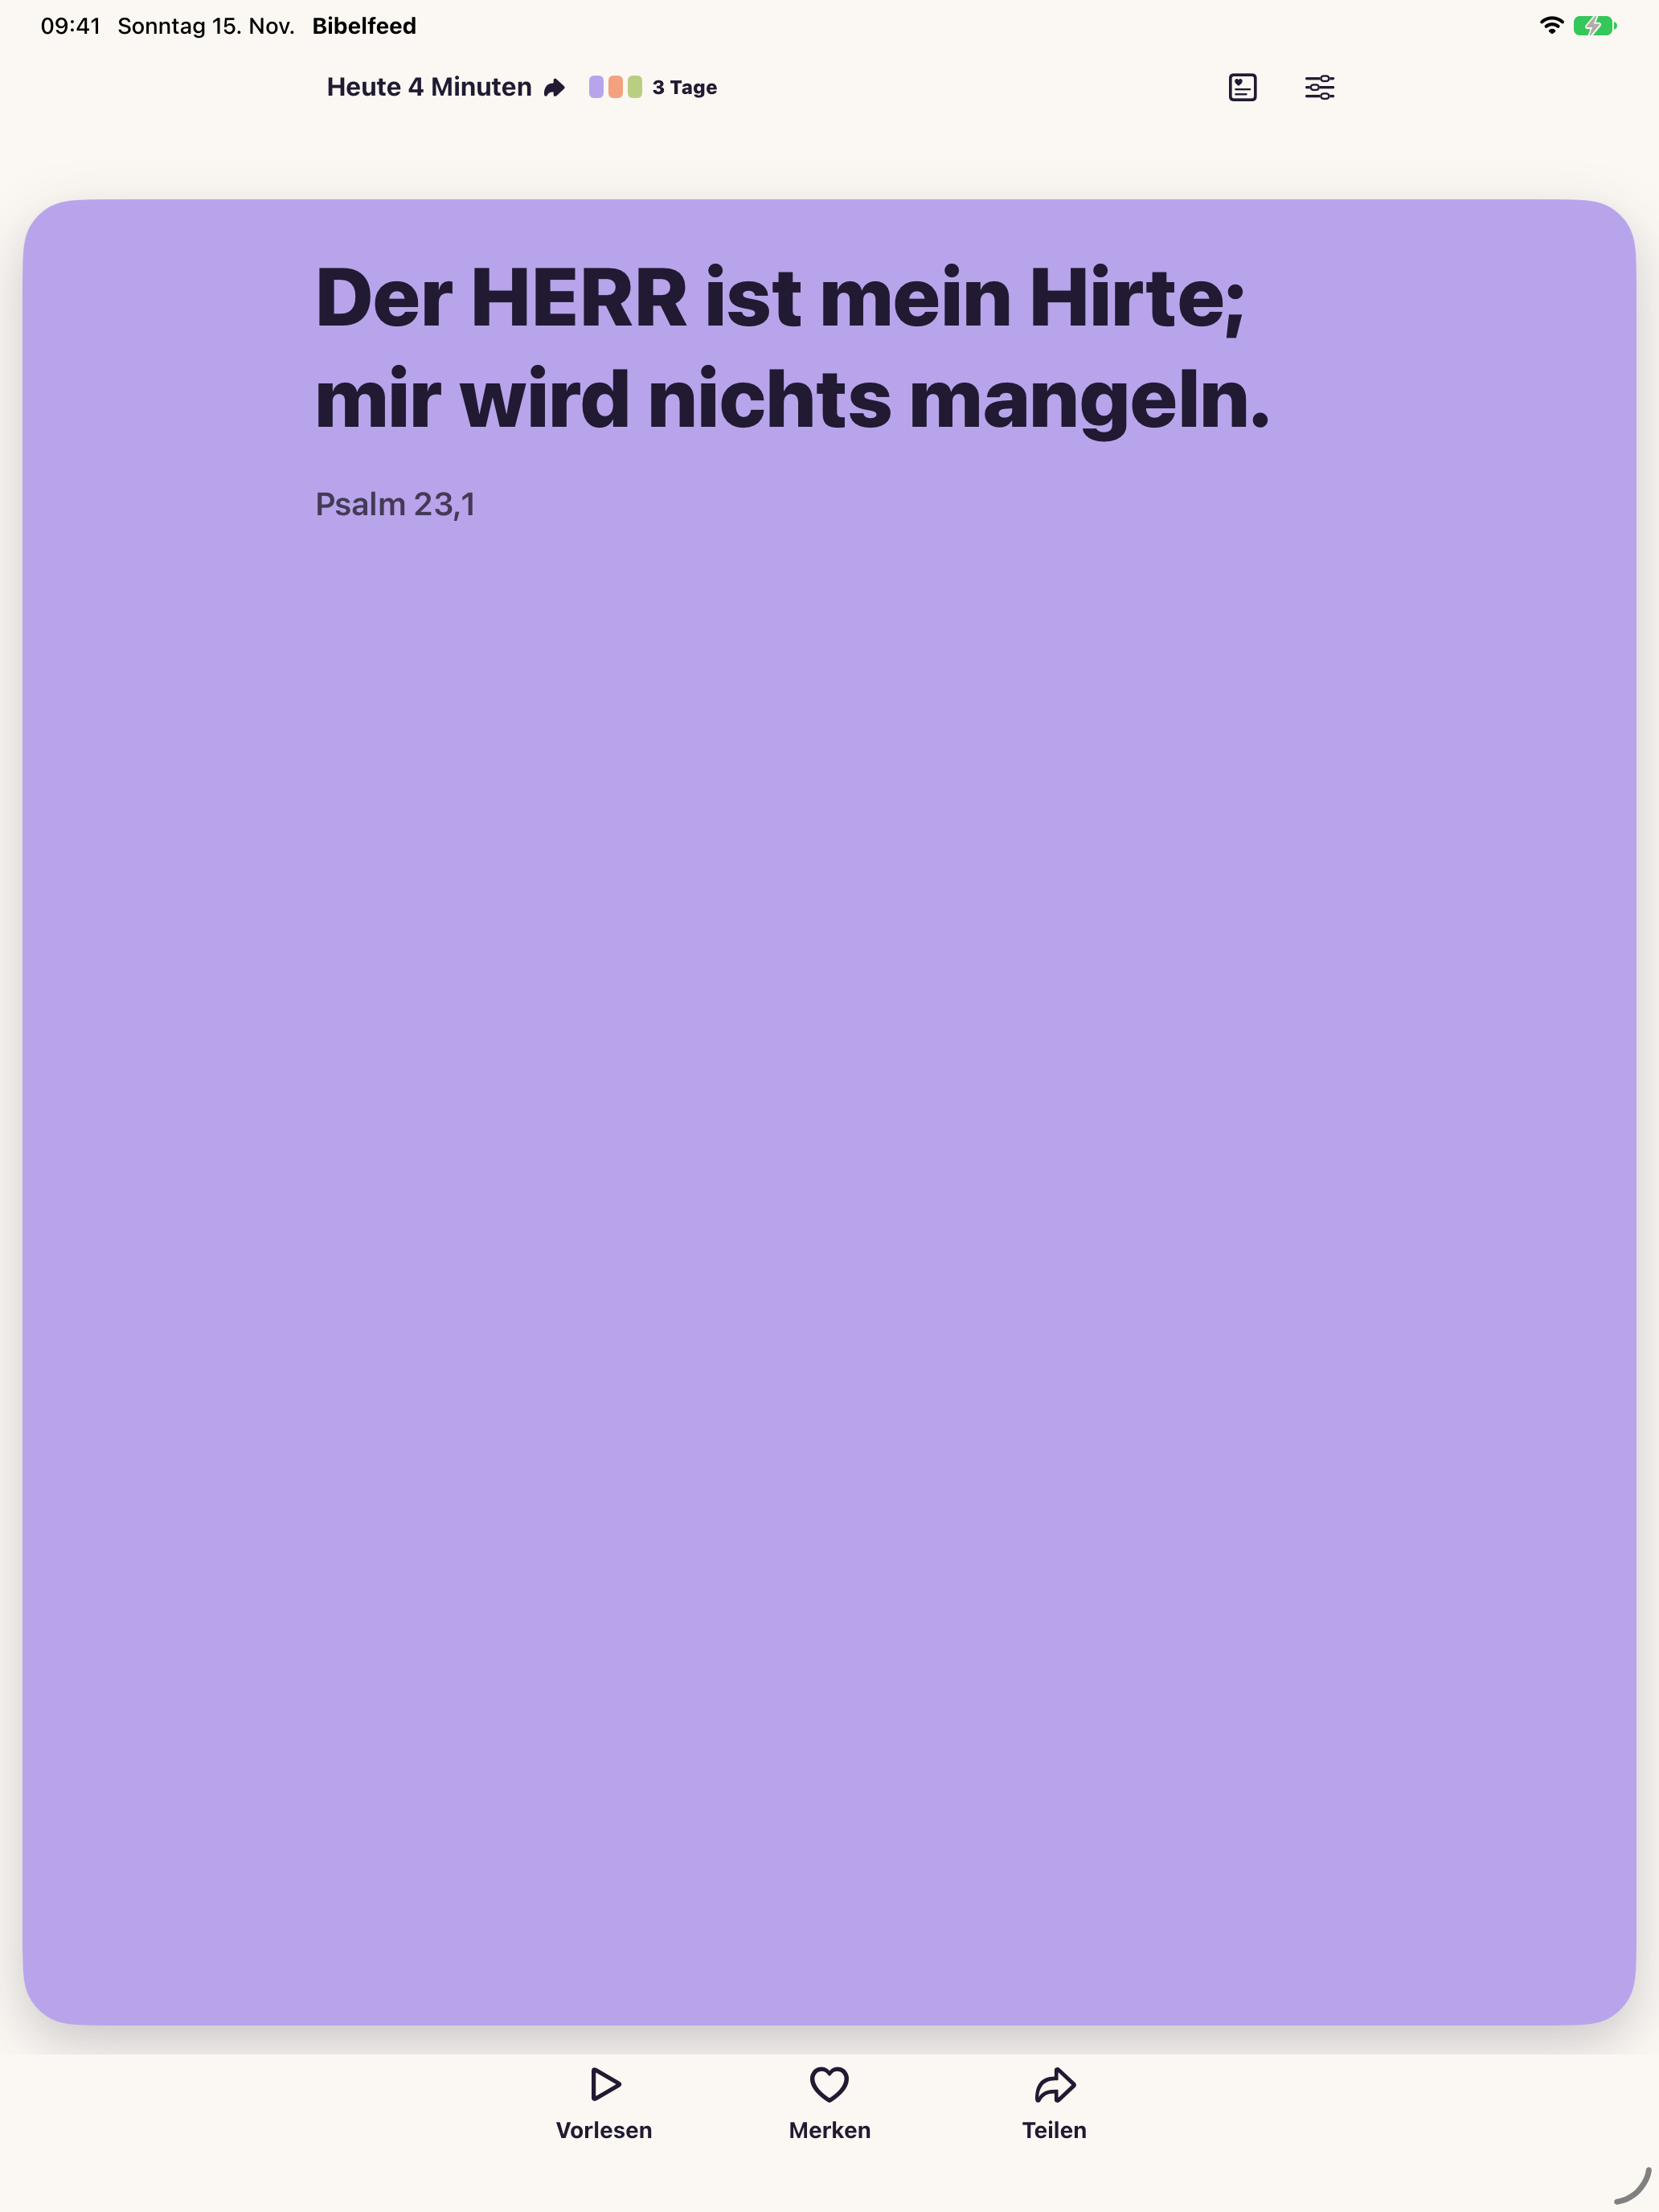 09:41 Sonntag 15. Nov. Bibelfeed
Heute 4 Minuten 3 Tage
Der HERR ist mein Hirte;
mir wird nichts mangeln.
Psalm 23,1
Vorlesen Merken Teilen